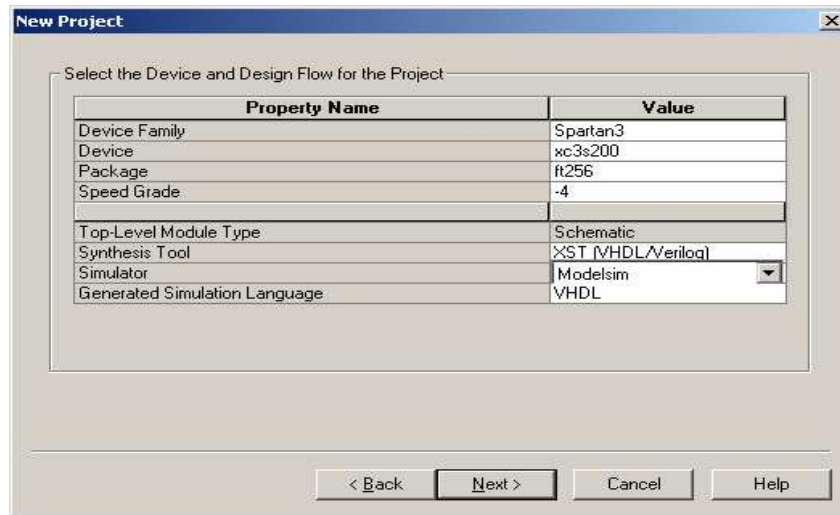 New Project
Select the Device and Design Flow for the Project
Property Name Value
Device Family Spartan3
Device xc3s200
Package ft256
Speed Grade -4
Top-Level Module Type Schematic
Synthesis Tool XST (VHDL/Verilog)
Simulator Modelsim
Generated Simulation Language VHDL
< Back Next > Cancel Help